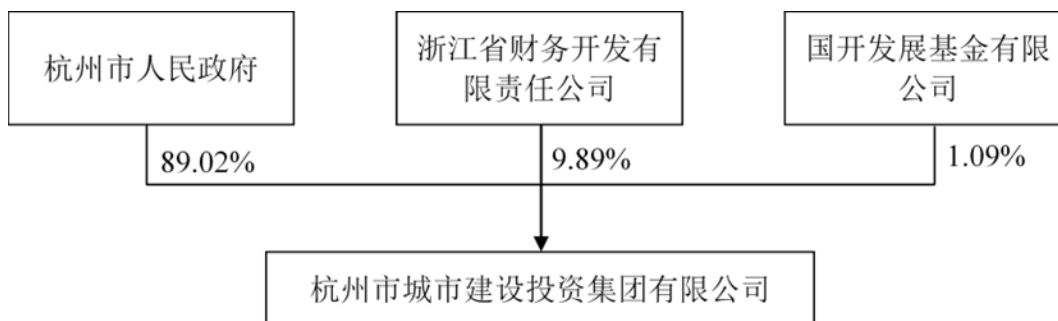 杭州市人民政府
浙江省财务开发有
限责任公司
国开发展基金有限
公司
89.02%
9.89%
1.09%
杭州市城市建设投资集团有限公司